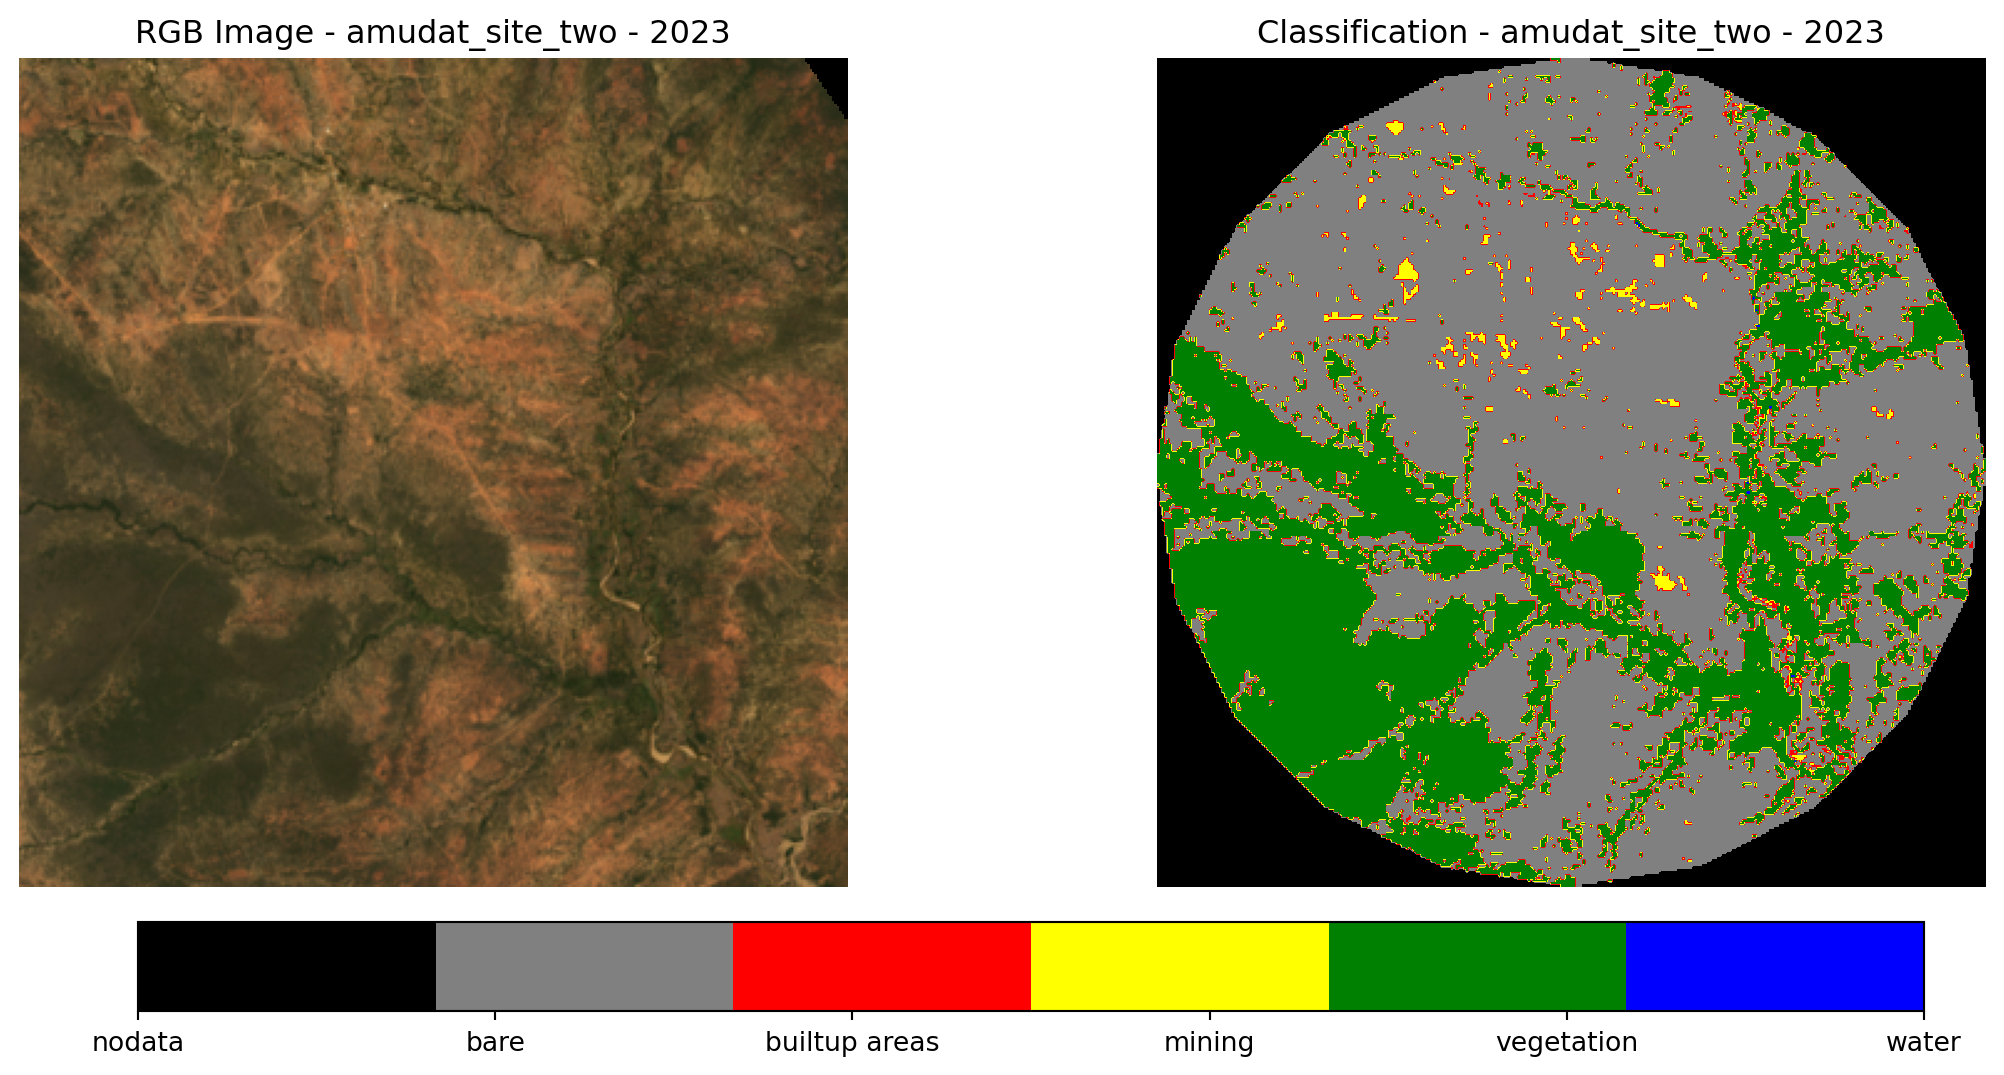 RGB Image - amudat_site_two - 2023
Classification - amudat_site_two - 2023
nodata
bare
builtup areas
mining
vegetation
water